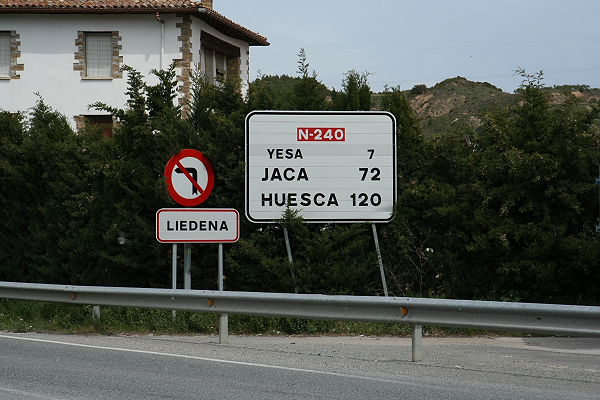 N-240
YESA 7
JACA 72
HUESCA 120
LIEDENA